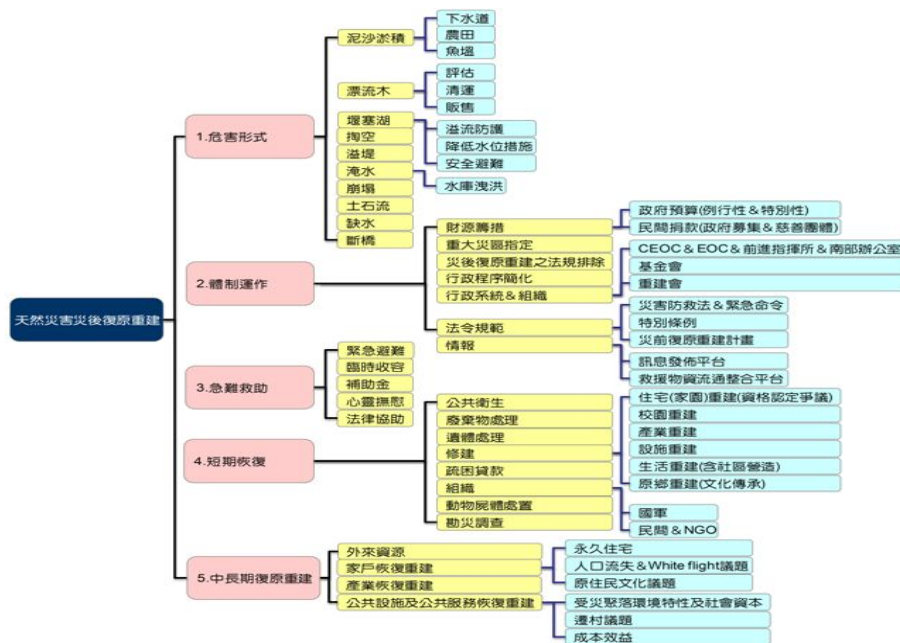 天然災害災後復原重建
1.危害形式
泥沙淤積
下水道
農田
魚塭
漂流木
評估
清運
販售
堰塞湖
掏空
溢堤
淹水
崩塌
土石流
缺水
斷橋
溢流防護
降低水位措施
安全避難
水庫洩洪
2.體制運作
財源籌措
重大災區指定
災後復原重建之法規排除
行政程序簡化
行政系統&組織
法令規範
情報
政府預算(例行性&特別性)
民間捐款(政府募集&慈善團體)
CEOC&EOC&前進指揮所&南部辦公室
基金會
重建會
災害防救法&緊急命令
特別條例
災前復原重建計畫
訊息發佈平台
救援物資流通整合平台
3.急難救助
緊急避難
臨時收容
補助金
心靈撫慰
法律協助
4.短期恢復
公共衛生
廢棄物處理
遺體處理
修建
疏困貸款
組織
動物屍體處置
勘災調查
住宅(家園)重建(資格認定爭議)
校園重建
產業重建
設施重建
生活重建(含社區營造)
原鄉重建(文化傳承)
國軍
民間&NGO
5.中長期復原重建
外來資源
家戶恢復重建
產業恢復重建
公共設施及公共服務恢復重建
永久住宅
人口流失&White flight議題
原住民文化議題
受災聚落環境特性及社會資本
遷村議題
成本效益